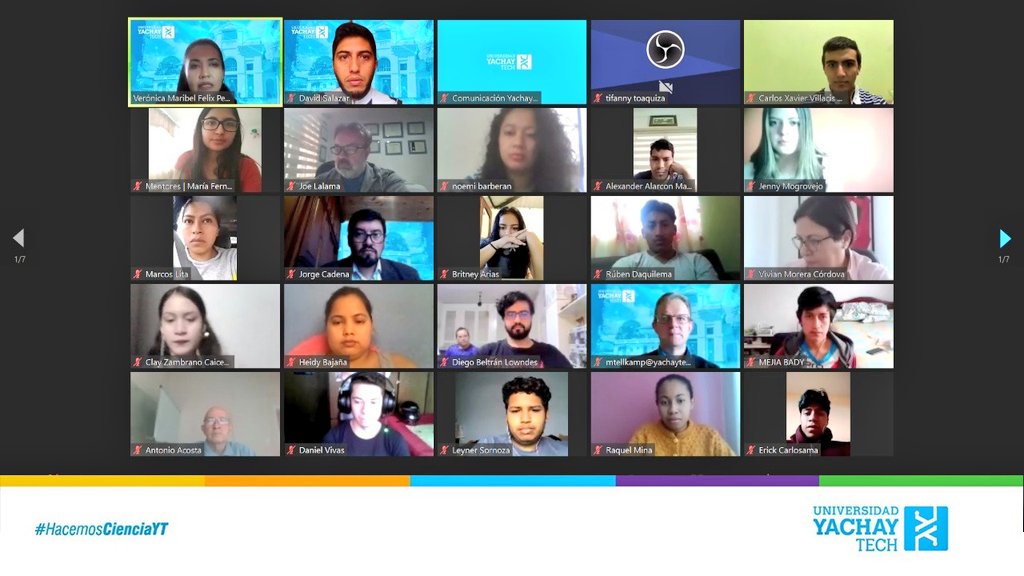 UNIVERSIDAD
YACHAY
TECH
Verónica Maribel Felix Pe...
UNIVERSIDAD
YACHAY
TECH
David Salazar
UNIVERSIDAD
YACHAY
TECH
Comunicación Yachay...
tifanny toaquiza
Carlos Xavier Villacis ...
Mentores | María Fern...
Joe Lalama
noemi barberan
Alexander Alarcon Ma...
Jenny Mogrovejo
Marcos Lita
Jorge Cadena
Britney Arias
Rúben Daquilema
Vivian Morera Córdova
1/7
1/7
Clay Zambrano Caice...
Heidy Bajaña
Diego Beltrán Lowndes
UNIVERSIDAD
YACHAY
TECH
mtellkamp@yachayte...
MEJIA BADY ...
Antonio Acosta
Daniel Vivas
Leyner Sornoza
Raquel Mina
Erick Carlosama
#HacemosCienciaYT
UNIVERSIDAD
YACHAY
TECH